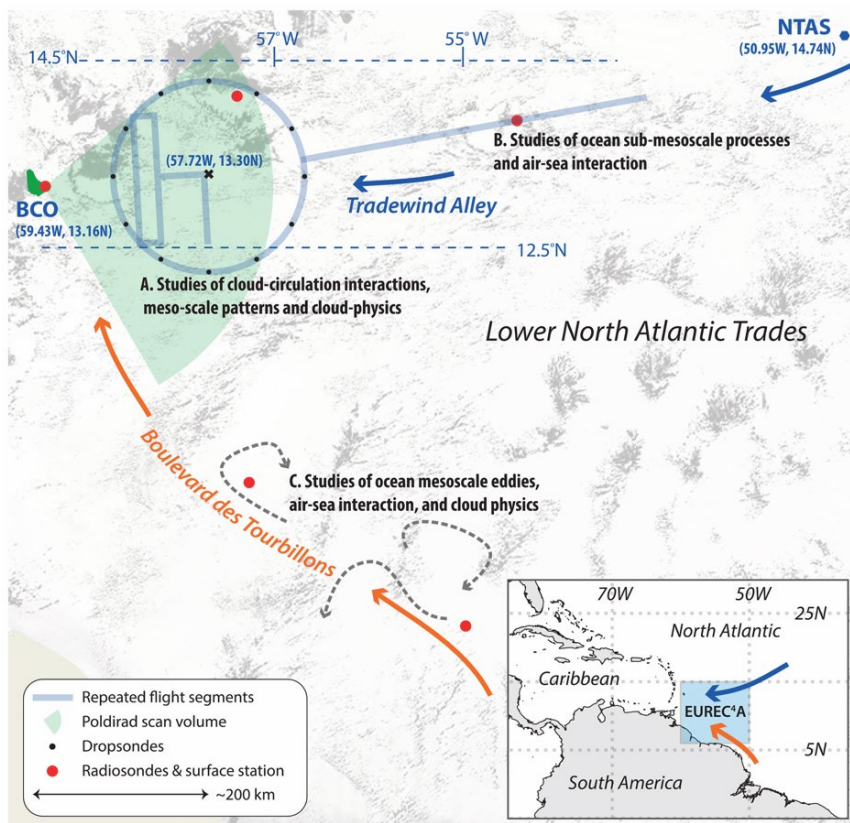 14.5°N
57°W
55°W
NTAS
(50.95W, 14.74N)
(57.72W, 13.30N)
B. Studies of ocean sub-mesoscale processes
and air-sea interaction
BCO
(59.43W, 13.16N)
Tradewind Alley
12.5°N
A. Studies of cloud-circulation interactions,
meso-scale patterns and cloud-physics
Lower North Atlantic Trades
Boulevard des Tourbillons
C. Studies of ocean mesoscale eddies,
air-sea interaction, and cloud physics
Repeated flight segments
Poldirad scan volume
Dropsondes
Radiosondes & surface station
~200 km
70W
50W
25N
North Atlantic
Caribbean
EUREC⁴A
5N
South America